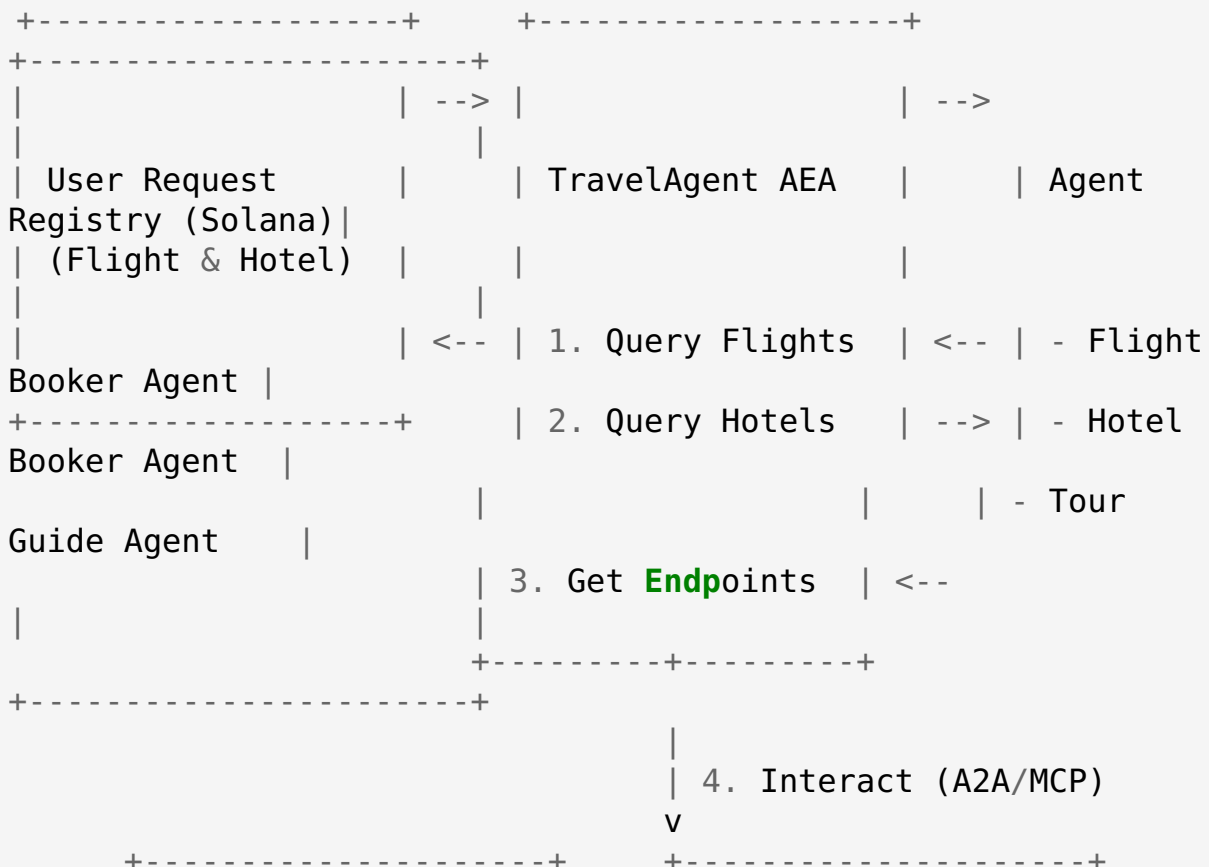 +-------------------+     +-------------------+
+-----------------------+
|                   | --> |                   | -->
|                       |
| User Request      |     | TravelAgent AEA   |     | Agent
Registry (Solana)|
| (Flight & Hotel)  |     |                   |
|                       |
|                   | <-- | 1. Query Flights  | <-- | - Flight
Booker Agent |
+-------------------+     | 2. Query Hotels   | --> | - Hotel
Booker Agent  |
                        |                   |     | - Tour
Guide Agent    |
                        | 3. Get Endpoints  | <--
|                       |
                        +---------+---------+
+-----------------------+
                                  |
                                  | 4. Interact (A2A/MCP)
                                  v
      +---------------------+     +---------------------+